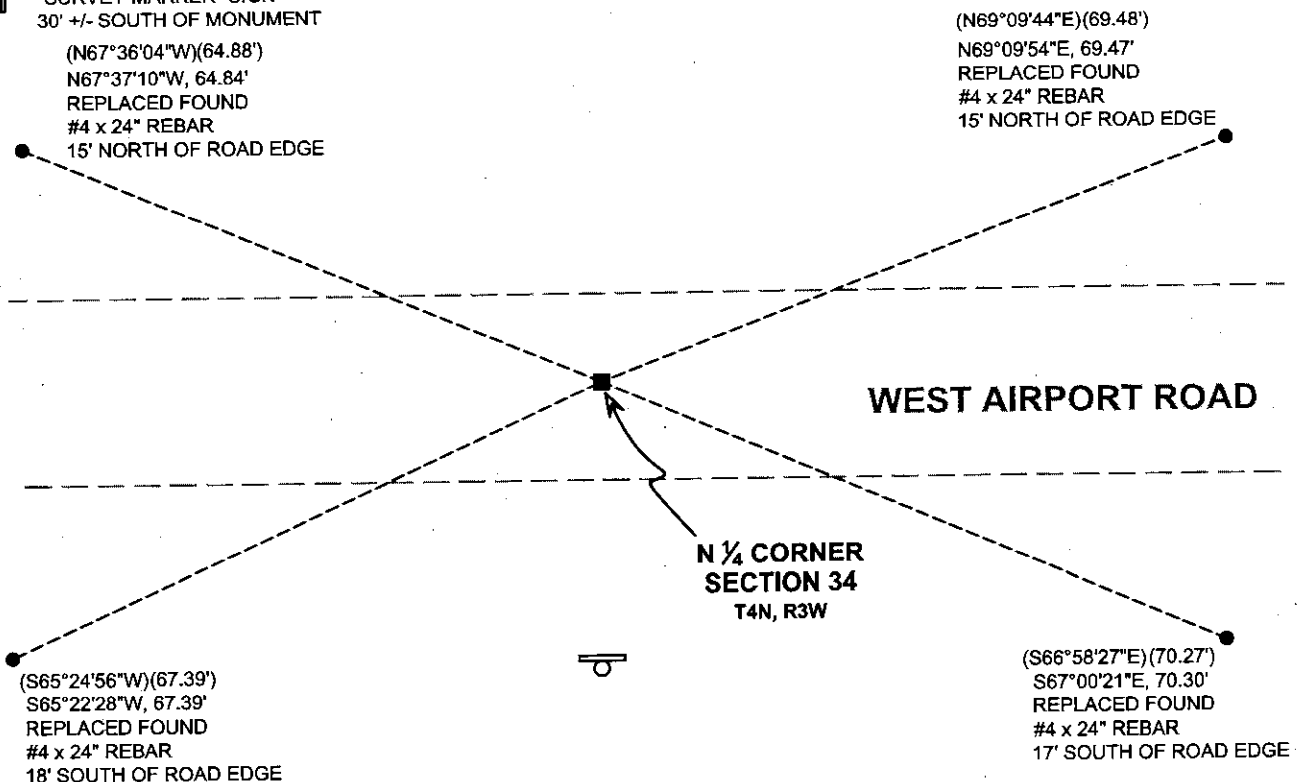 30' +/- SOUTH OF MONUMENT
(N67°36'04"W)(64.88')
N67°37'10"W, 64.84'
REPLACED FOUND
#4 x 24" REBAR
15' NORTH OF ROAD EDGE
(N69°09'44"E)(69.48')
N69°09'54"E, 69.47'
REPLACED FOUND
#4 x 24" REBAR
15' NORTH OF ROAD EDGE
WEST AIRPORT ROAD
N 1/4 CORNER
SECTION 34
T4N, R3W
(S65°24'56"W)(67.39')
S65°22'28"W, 67.39'
REPLACED FOUND
#4 x 24" REBAR
18' SOUTH OF ROAD EDGE
(S66°58'27"E)(70.27')
S67°00'21"E, 70.30'
REPLACED FOUND
#4 x 24" REBAR
17' SOUTH OF ROAD EDGE